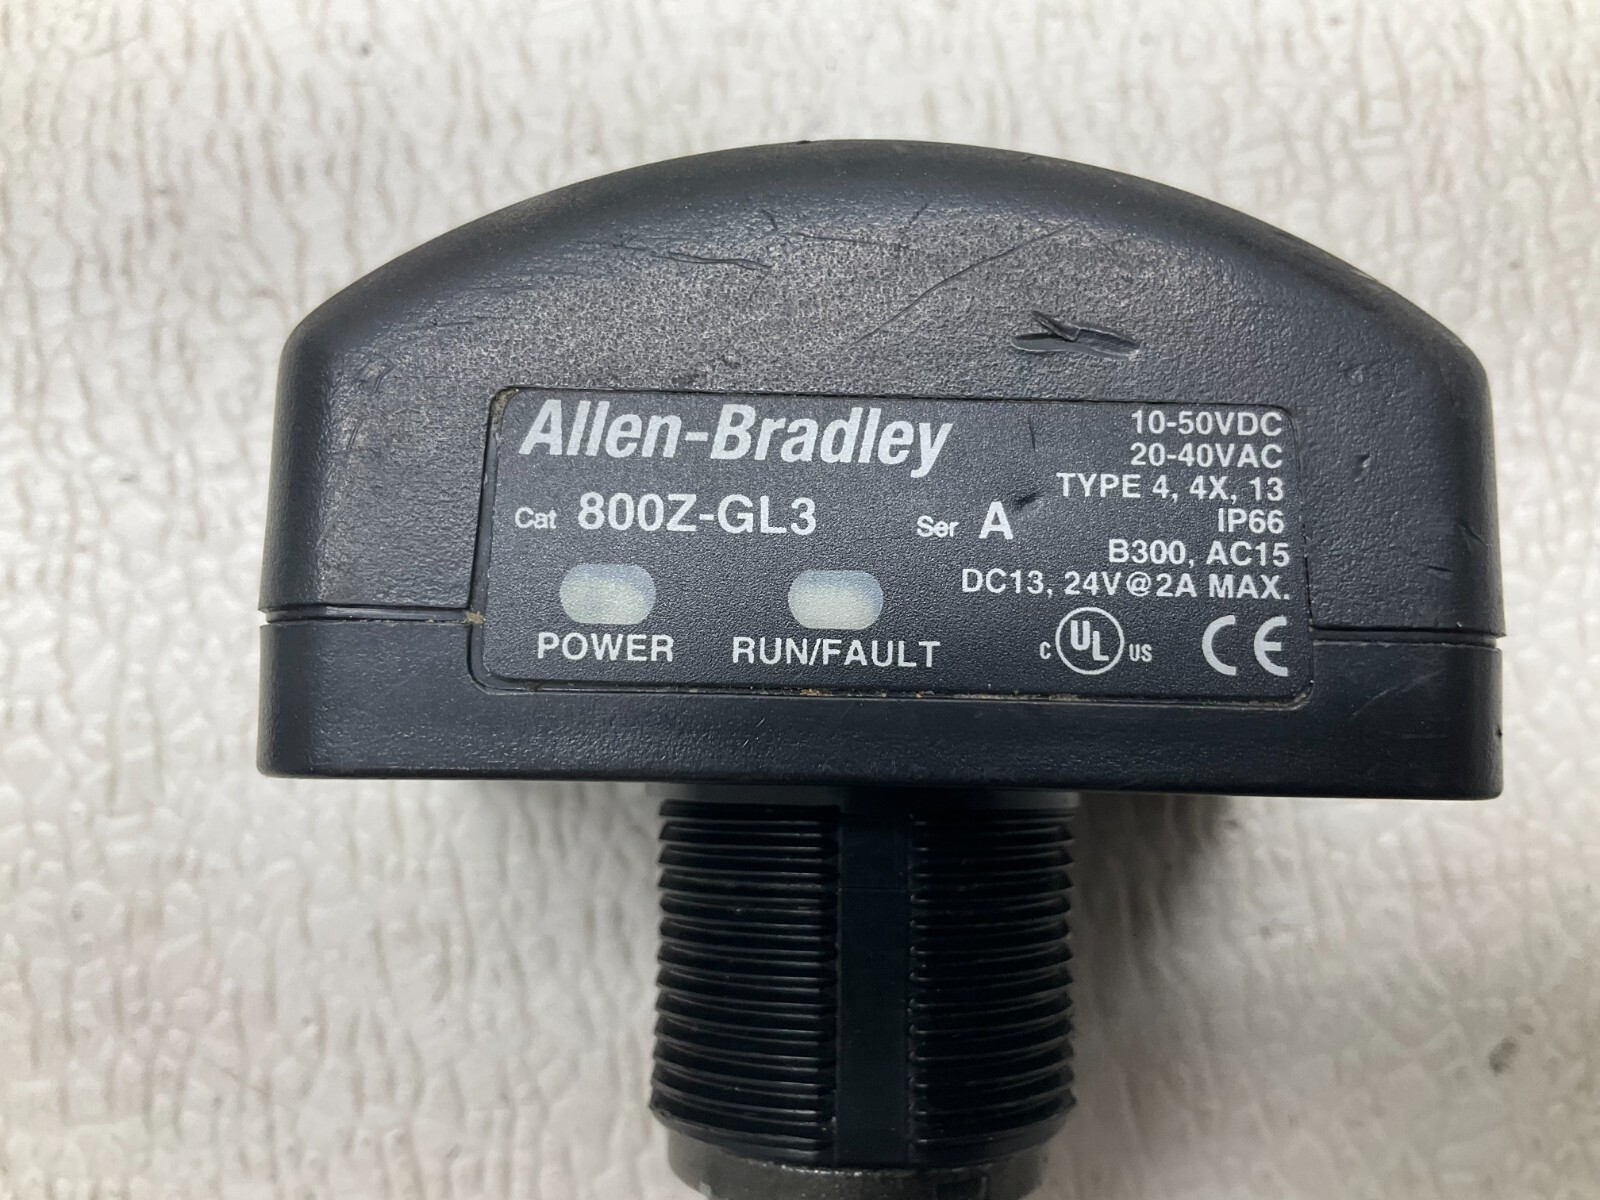 Allen-Bradley
Cat 800Z-GL3 Ser A
POWER RUN/FAULT
10-50VDC
20-40VAC
TYPE 4, 4X, 13
IP66
B300, AC15
DC13, 24V@2A MAX.
C UL US CE